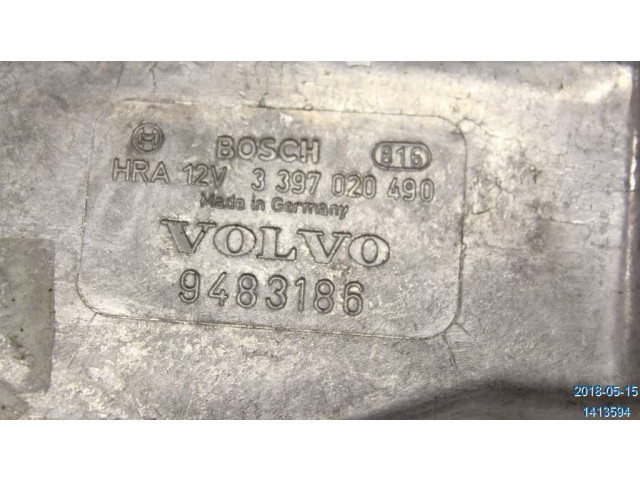 BOSCH 816
HRA 12V 3 397 020 490
Made in Germany
VOLVO
9483186
2018-05-15
1413594